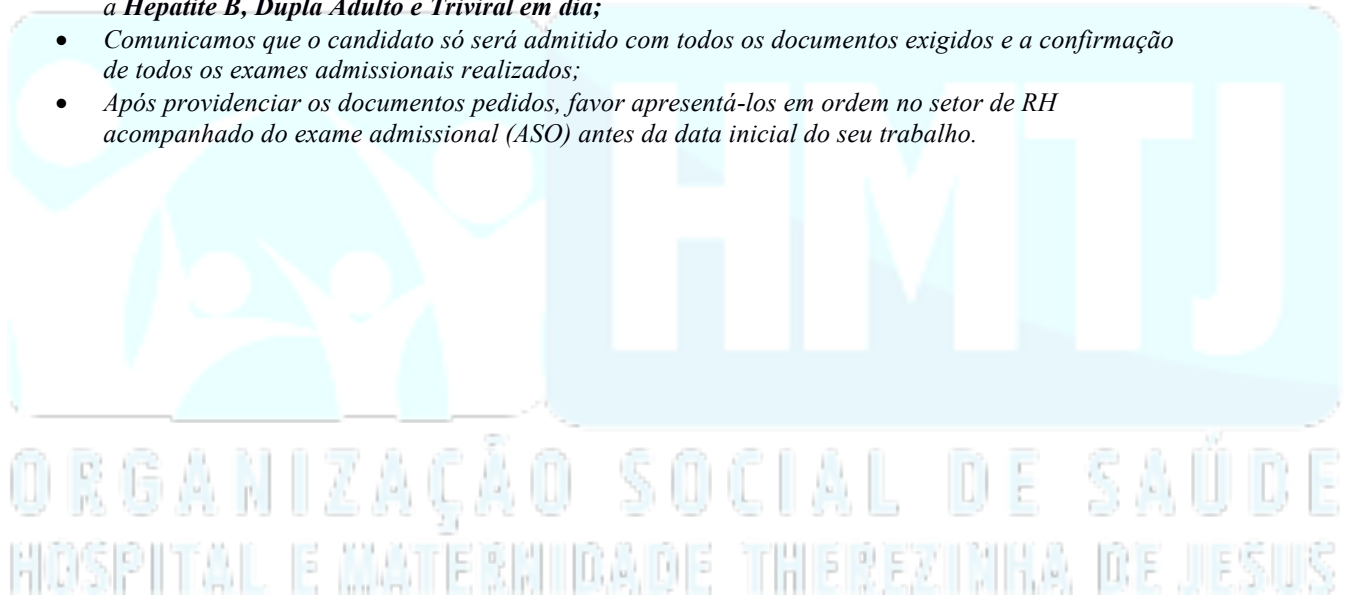 a Hepatite B, Dupla Adulto e Triviral em dia;
• Comunicamos que o candidato só será admitido com todos os documentos exigidos e a confirmação
de todos os exames admissionais realizados;
• Após providenciar os documentos pedidos, favor apresentá-los em ordem no setor de RH
acompanhado do exame admissional (ASO) antes da data inicial do seu trabalho.
HMTJ
ORGANIZAÇÃO SOCIAL DE SAÚDE
HOSPITAL E MATERNIDADE THEREZINHA DE JESUS